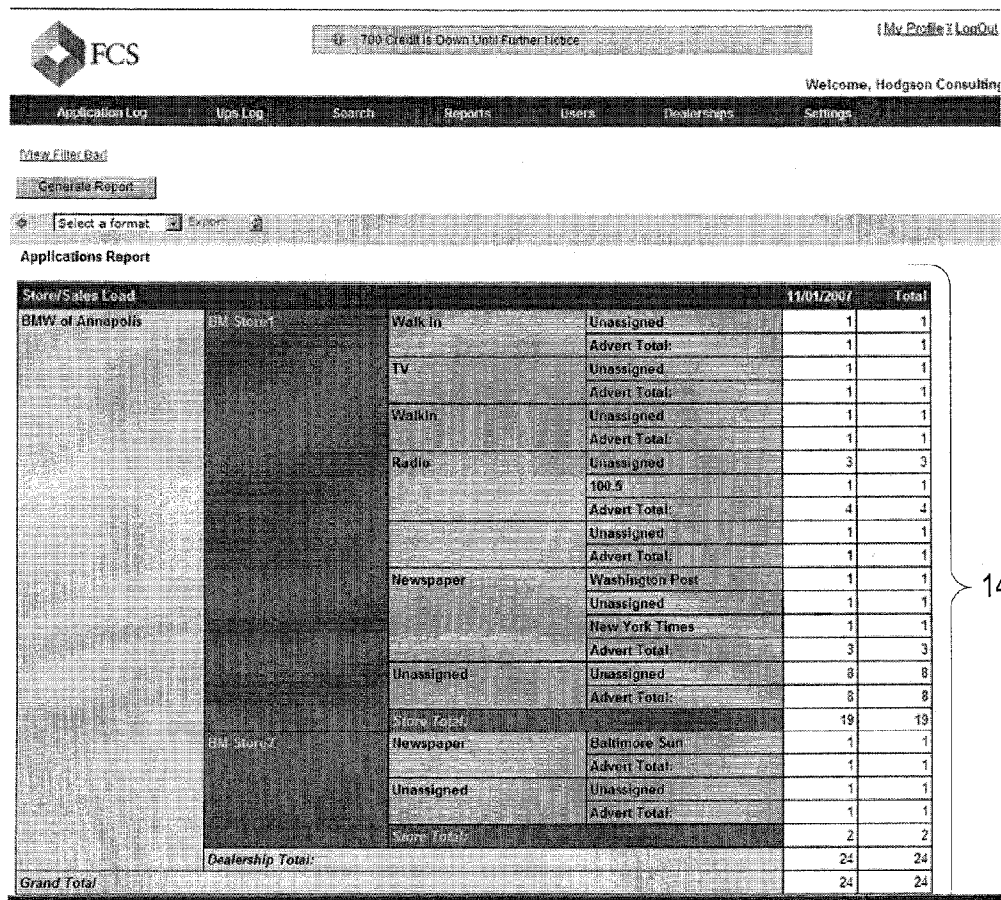 FCS
700 Credit is Down Until Further Notice
[ My Profile ] [ LogOut
Welcome, Hodgson Consulting
Application Log Ups Log Search Reports Users Dealerships Settings
[View Filter Bar]
Generate Report
Select a format Export
Applications Report
Store/Sales Lead 11/01/2007 Total
BMW of Annapolis BM Store1 Walk In Unassigned 1 1
Advert Total: 1 1
TV Unassigned 1 1
Advert Total: 1 1
WalkIn Unassigned 1 1
Advert Total: 1 1
Radio Unassigned 3 3
100.5 1 1
Advert Total: 4 4
Unassigned 1 1
Advert Total: 1 1
Newspaper Washington Post 1 1
Unassigned 1 1
New York Times 1 1
Advert Total: 3 3
Unassigned Unassigned 8 8
Advert Total: 8 8
Store Total: 19 19
BM Store2 Newspaper Baltimore Sun 1 1
Advert Total: 1 1
Unassigned Unassigned 1 1
Advert Total: 1 1
Store Total: 2 2
Dealership Total: 24 24
Grand Total 24 24
14